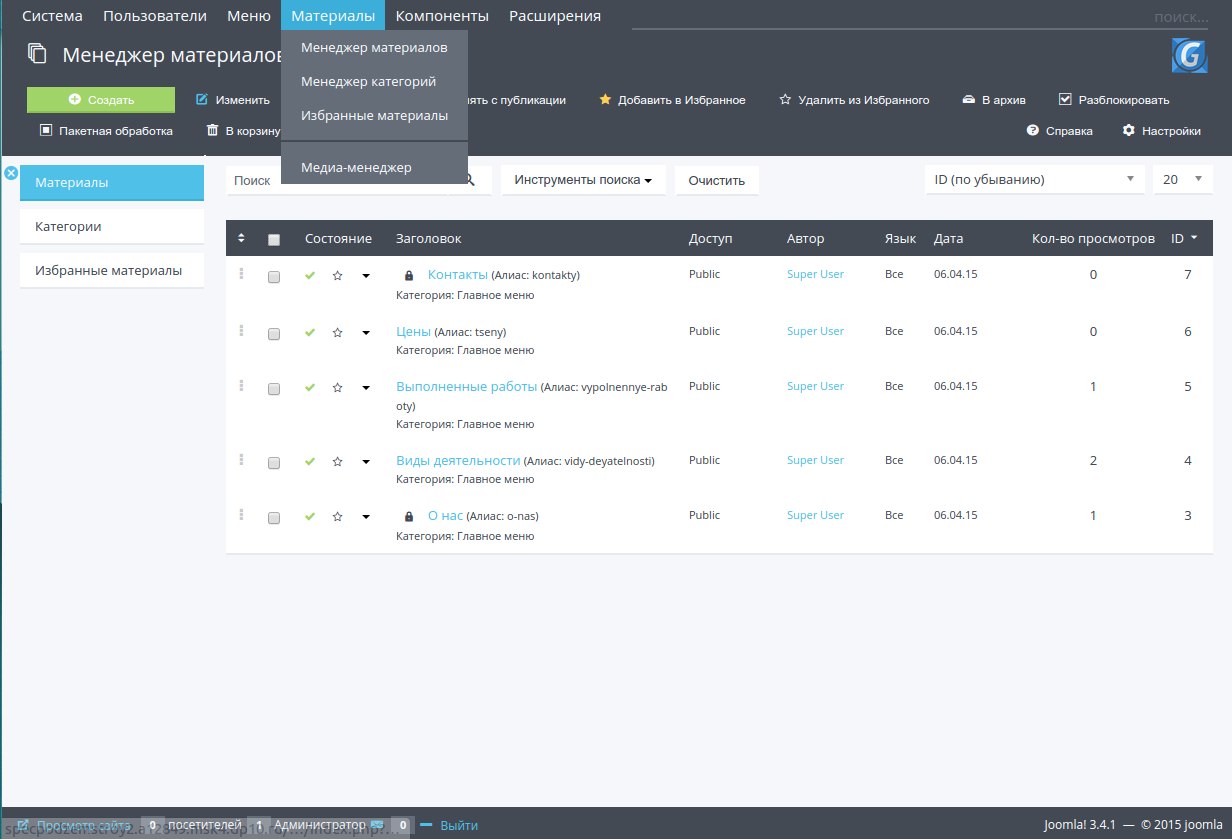 Система Пользователи Меню Материалы Компоненты Расширения поиск...
Менеджер материалов
Менеджер материалов
Менеджер категорий
Избранные материалы
Медиа-менеджер
Создать Изменить с публикации Добавить в Избранное Удалить из Избранного В архив Разблокировать
Пакетная обработка В корзину Справка Настройки
Материалы
Категории
Избранные материалы
Поиск Инструменты поиска Очистить ID (по убыванию) 20
Состояние Заголовок Доступ Автор Язык Дата Кол-во просмотров ID
Контакты (Алиас: kontakty) Public Super User Все 06.04.15 0 7
Категория: Главное меню
Цены (Алиас: tseny) Public Super User Все 06.04.15 0 6
Категория: Главное меню
Выполненные работы (Алиас: vypolnennye-rab Public Super User Все 06.04.15 1 5
oty)
Категория: Главное меню
Виды деятельности (Алиас: vidy-deyatelnosti) Public Super User Все 06.04.15 2 4
Категория: Главное меню
О нас (Алиас: o-nas) Public Super User Все 06.04.15 1 3
Категория: Главное меню
Просмотр сайта 0 посетителей 1 Администратор 0 Выйти Joomla! 3.4.1 — © 2015 joomla